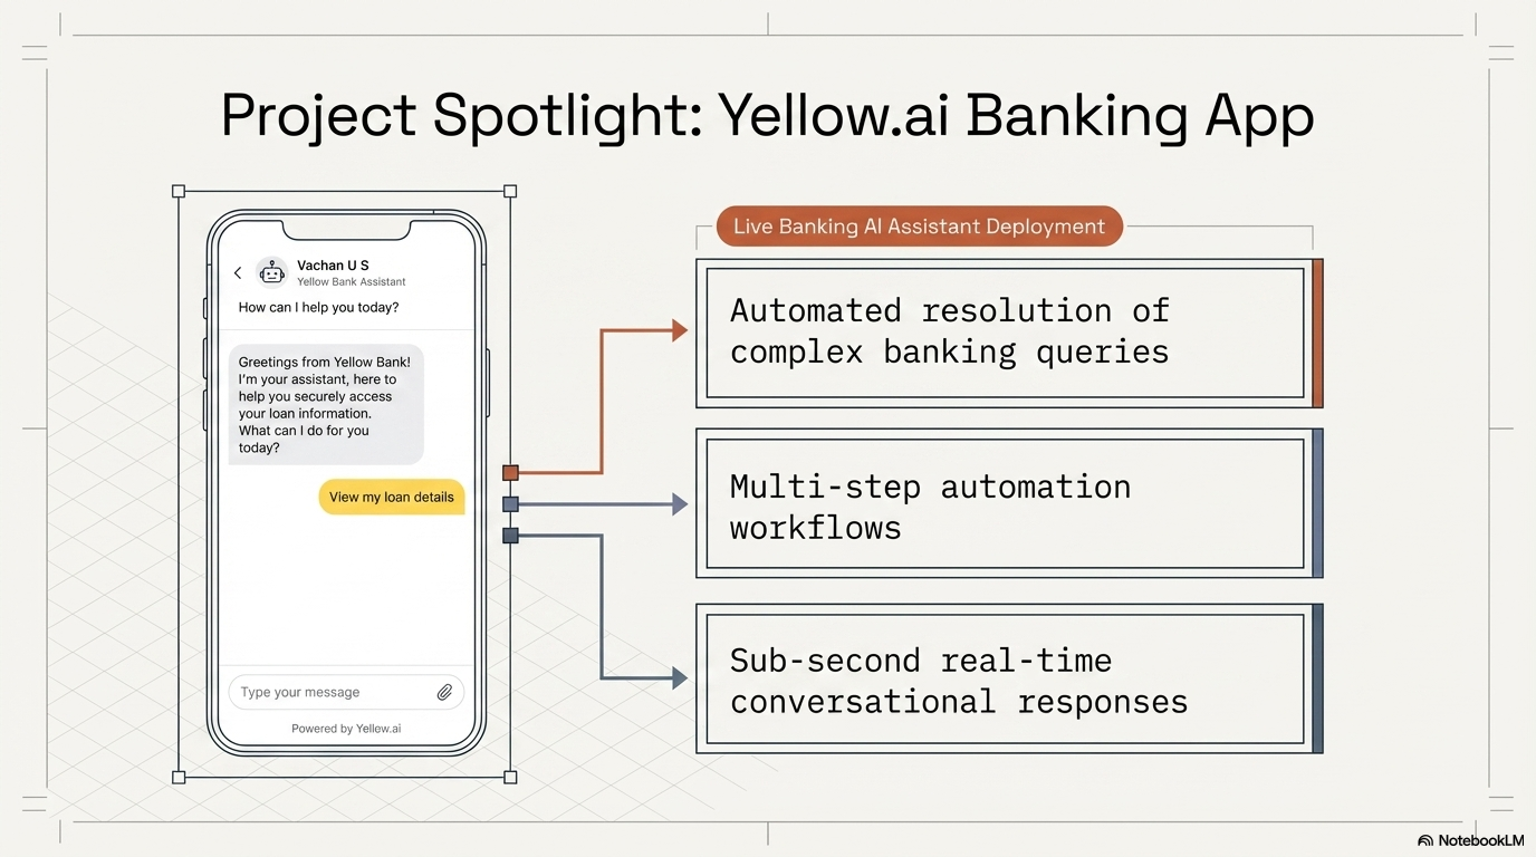 Project Spotlight: Yellow.ai Banking App
Vachan U S
Yellow Bank Assistant
How can I help you today?
Greetings from Yellow Bank!
I'm your assistant, here to
help you securely access
your loan information.
What can I do for you
today?
View my loan details
Type your message
Powered by Yellow.ai
Live Banking AI Assistant Deployment
Automated resolution of
complex banking queries
Multi-step automation
workflows
Sub-second real-time
conversational responses
NotebookLM